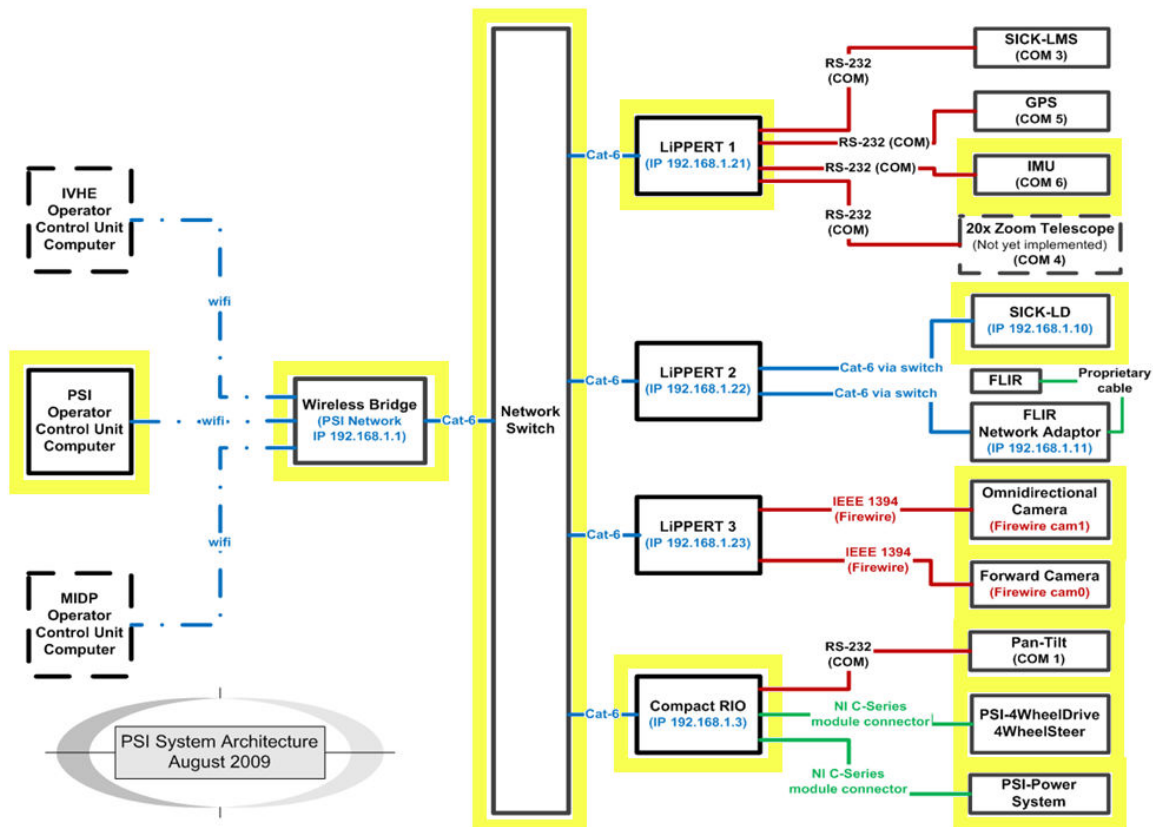 IVHE
Operator
Control Unit
Computer
wifi
PSI
Operator
Control Unit
Computer
wifi
MIDP
Operator
Control Unit
Computer
wifi
Wireless Bridge
(PSI Network
IP 192.168.1.1)
Cat-6
Network
Switch
Cat-6
LiPPERT 1
(IP 192.168.1.21)
RS-232
(COM)
SICK-LMS
(COM 3)
RS-232 (COM)
GPS
(COM 5)
RS-232 (COM)
IMU
(COM 6)
RS-232
(COM)
20x Zoom Telescope
(Not yet implemented)
(COM 4)
Cat-6
LiPPERT 2
(IP 192.168.1.22)
Cat-6 via switch
SICK-LD
(IP 192.168.1.10)
Cat-6 via switch
FLIR
Proprietary
cable
FLIR
Network Adaptor
(IP 192.168.1.11)
Cat-6
LiPPERT 3
(IP 192.168.1.23)
IEEE 1394
(Firewire)
Omnidirectional
Camera
(Firewire cam1)
IEEE 1394
(Firewire)
Forward Camera
(Firewire cam0)
Cat-6
Compact RIO
(IP 192.168.1.3)
RS-232
(COM)
Pan-Tilt
(COM 1)
NI C-Series
module connector
PSI-4WheelDrive
4WheelSteer
NI C-Series
module connector
PSI-Power
System
PSI System Architecture
August 2009